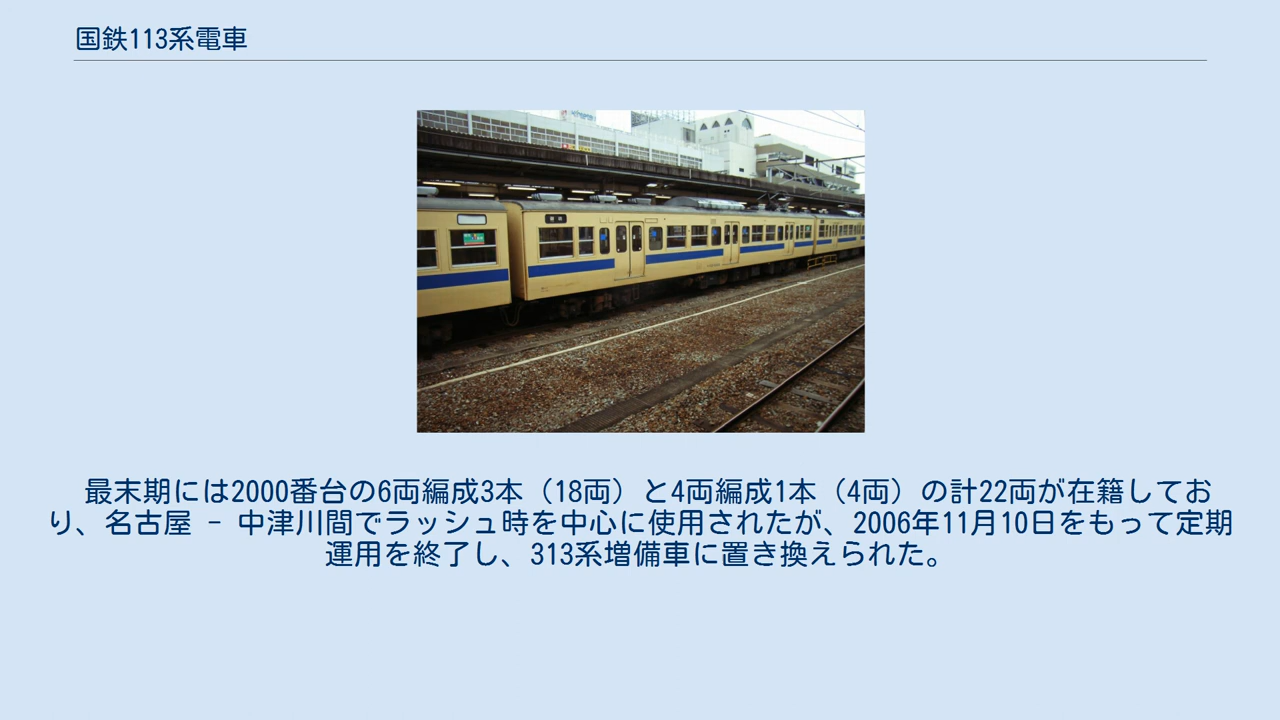 国鉄113系電車
最末期には2000番台の6両編成3本（18両）と4両編成1本（4両）の計22両が在籍してお
り、名古屋 - 中津川間でラッシュ時を中心に使用されたが、2006年11月10日をもって定期
運用を終了し、313系増備車に置き換えられた。